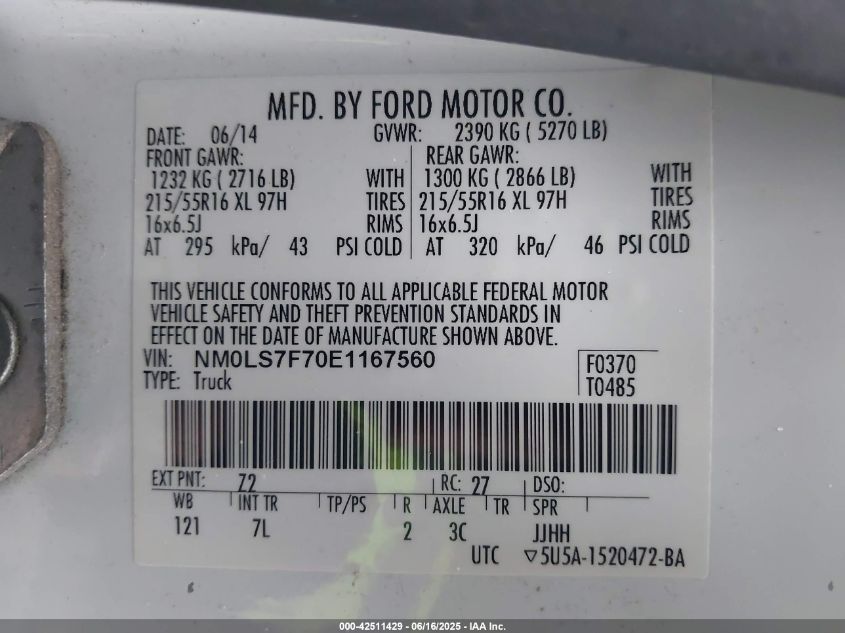 MFD. BY FORD MOTOR CO.
DATE: 06/14 GVWR: 2390 KG ( 5270 LB)
FRONT GAWR: REAR GAWR:
1232 KG ( 2716 LB) WITH 1300 KG ( 2866 LB) WITH
215/55R16 XL 97H TIRES 215/55R16 XL 97H TIRES
16x6.5J RIMS 16x6.5J RIMS
AT 295 kPa/ 43 PSI COLD AT 320 kPa/ 46 PSI COLD
THIS VEHICLE CONFORMS TO ALL APPLICABLE FEDERAL MOTOR
VEHICLE SAFETY AND THEFT PREVENTION STANDARDS IN
EFFECT ON THE DATE OF MANUFACTURE SHOWN ABOVE.
VIN: NM0LS7F70E1167560 F0370
TYPE: Truck T0485
EXT PNT: Z2 RC: 27 DSO:
WB INT TR TP/PS R AXLE TR SPR
121 7L 2 3C JJHH
UTC ▽5U5A-1520472-BA
000-42511429 - 06/16/2025 - IAA Inc.